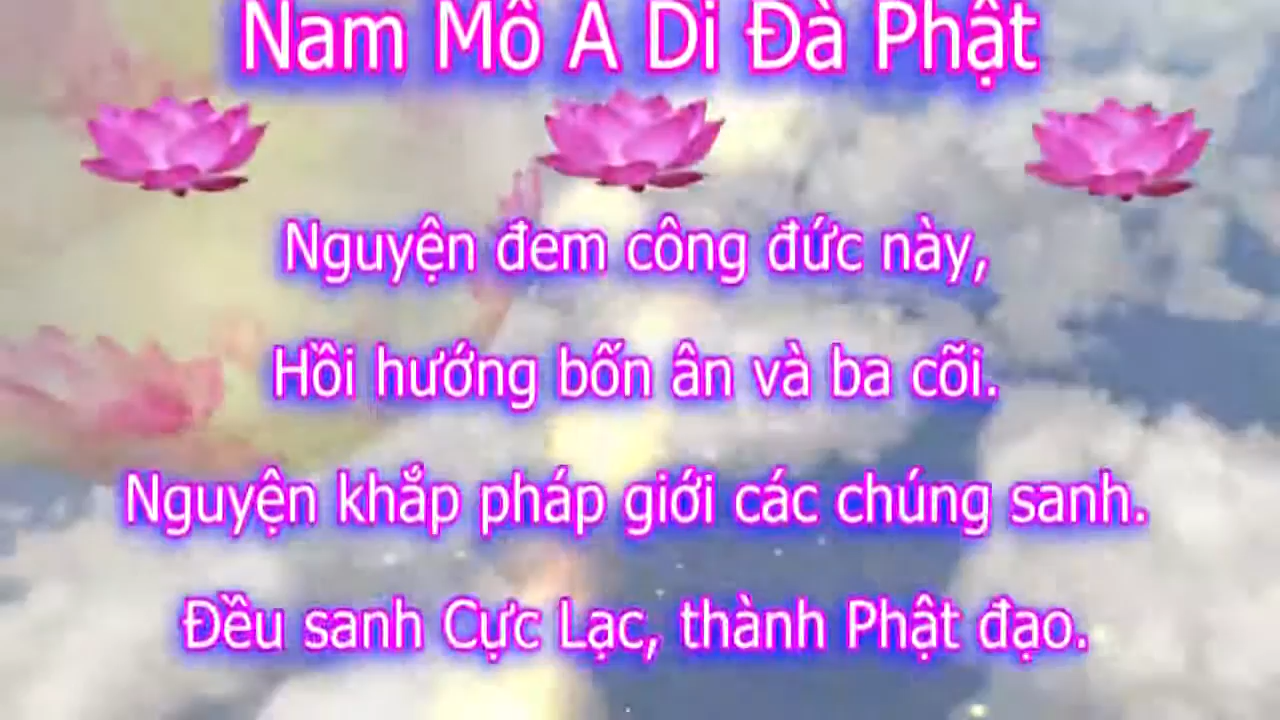 Nam Mô A Di Đà Phật
Nguyện đem công đức này,
Hồi hướng bốn ân và ba cõi.
Nguyện khắp pháp giới các chúng sanh.
Đều sanh Cực Lạc, thành Phật đạo.